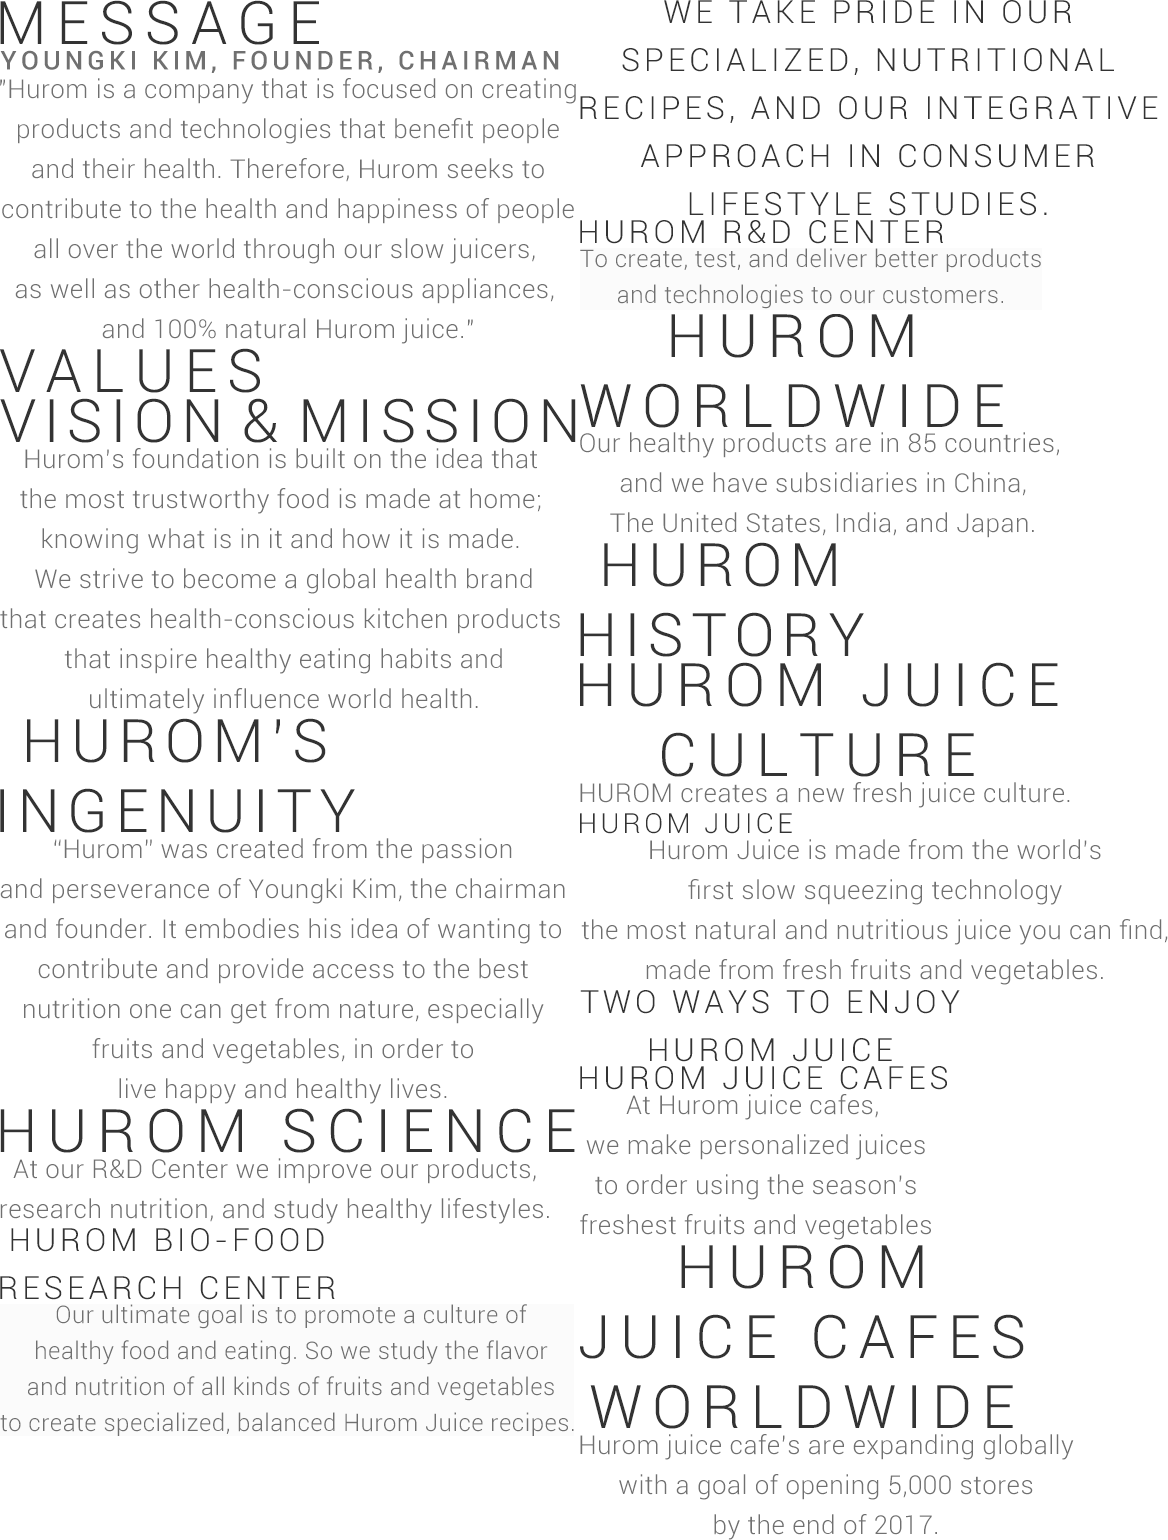 MESSAGE
YOUNGKI KIM, FOUNDER, CHAIRMAN
"Hurom is a company that is focused on creating
products and technologies that benefit people
and their health. Therefore, Hurom seeks to
contribute to the health and happiness of people
all over the world through our slow juicers,
as well as other health-conscious appliances,
and 100% natural Hurom juice."
VALUES
VISION & MISSION
Hurom's foundation is built on the idea that
the most trustworthy food is made at home;
knowing what is in it and how it is made.
We strive to become a global health brand
that creates health-conscious kitchen products
that inspire healthy eating habits and
ultimately influence world health.
HUROM'S
INGENUITY
“Hurom” was created from the passion
and perseverance of Youngki Kim, the chairman
and founder. It embodies his idea of wanting to
contribute and provide access to the best
nutrition one can get from nature, especially
fruits and vegetables, in order to
live happy and healthy lives.
HUROM SCIENCE
At our R&D Center we improve our products,
research nutrition, and study healthy lifestyles.
HUROM BIO-FOOD
RESEARCH CENTER
Our ultimate goal is to promote a culture of
healthy food and eating. So we study the flavor
and nutrition of all kinds of fruits and vegetables
to create specialized, balanced Hurom Juice recipes.
WE TAKE PRIDE IN OUR
SPECIALIZED, NUTRITIONAL
RECIPES, AND OUR INTEGRATIVE
APPROACH IN CONSUMER
LIFESTYLE STUDIES.
HUROM R&D CENTER
To create, test, and deliver better products
and technologies to our customers.
HUROM
WORLDWIDE
Our healthy products are in 85 countries,
and we have subsidiaries in China,
The United States, India, and Japan.
HUROM
HISTORY
HUROM JUICE
CULTURE
HUROM creates a new fresh juice culture.
HUROM JUICE
Hurom Juice is made from the world's
first slow squeezing technology
the most natural and nutritious juice you can find,
made from fresh fruits and vegetables.
TWO WAYS TO ENJOY
HUROM JUICE
HUROM JUICE CAFES
At Hurom juice cafes,
we make personalized juices
to order using the season's
freshest fruits and vegetables
HUROM
JUICE CAFES
WORLDWIDE
Hurom juice cafe's are expanding globally
with a goal of opening 5,000 stores
by the end of 2017.